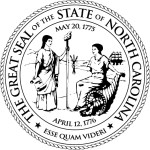 THE GREAT SEAL OF THE STATE OF NORTH CAROLINA
MAY 20, 1775
APRIL 12, 1776
ESSE QUAM VIDERI